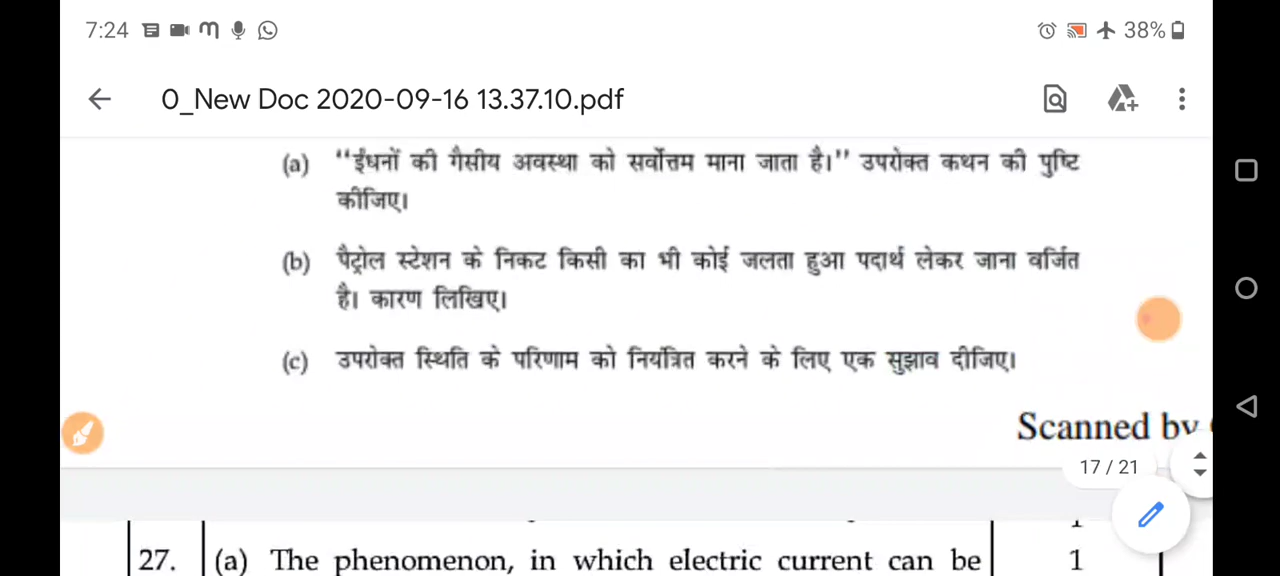 7:24
38%
0_New Doc 2020-09-16 13.37.10.pdf
(a) "ईंधनों की गैसीय अवस्था को सर्वोत्तम माना जाता है।" उपरोक्त कथन की पुष्टि
कीजिए।
(b) पैट्रोल स्टेशन के निकट किसी का भी कोई जलता हुआ पदार्थ लेकर जाना वर्जित
है। कारण लिखिए।
(c) उपरोक्त स्थिति के परिणाम को नियंत्रित करने के लिए एक सुझाव दीजिए।
Scanned by
17 / 21
27. (a) The phenomenon, in which electric current can be 1